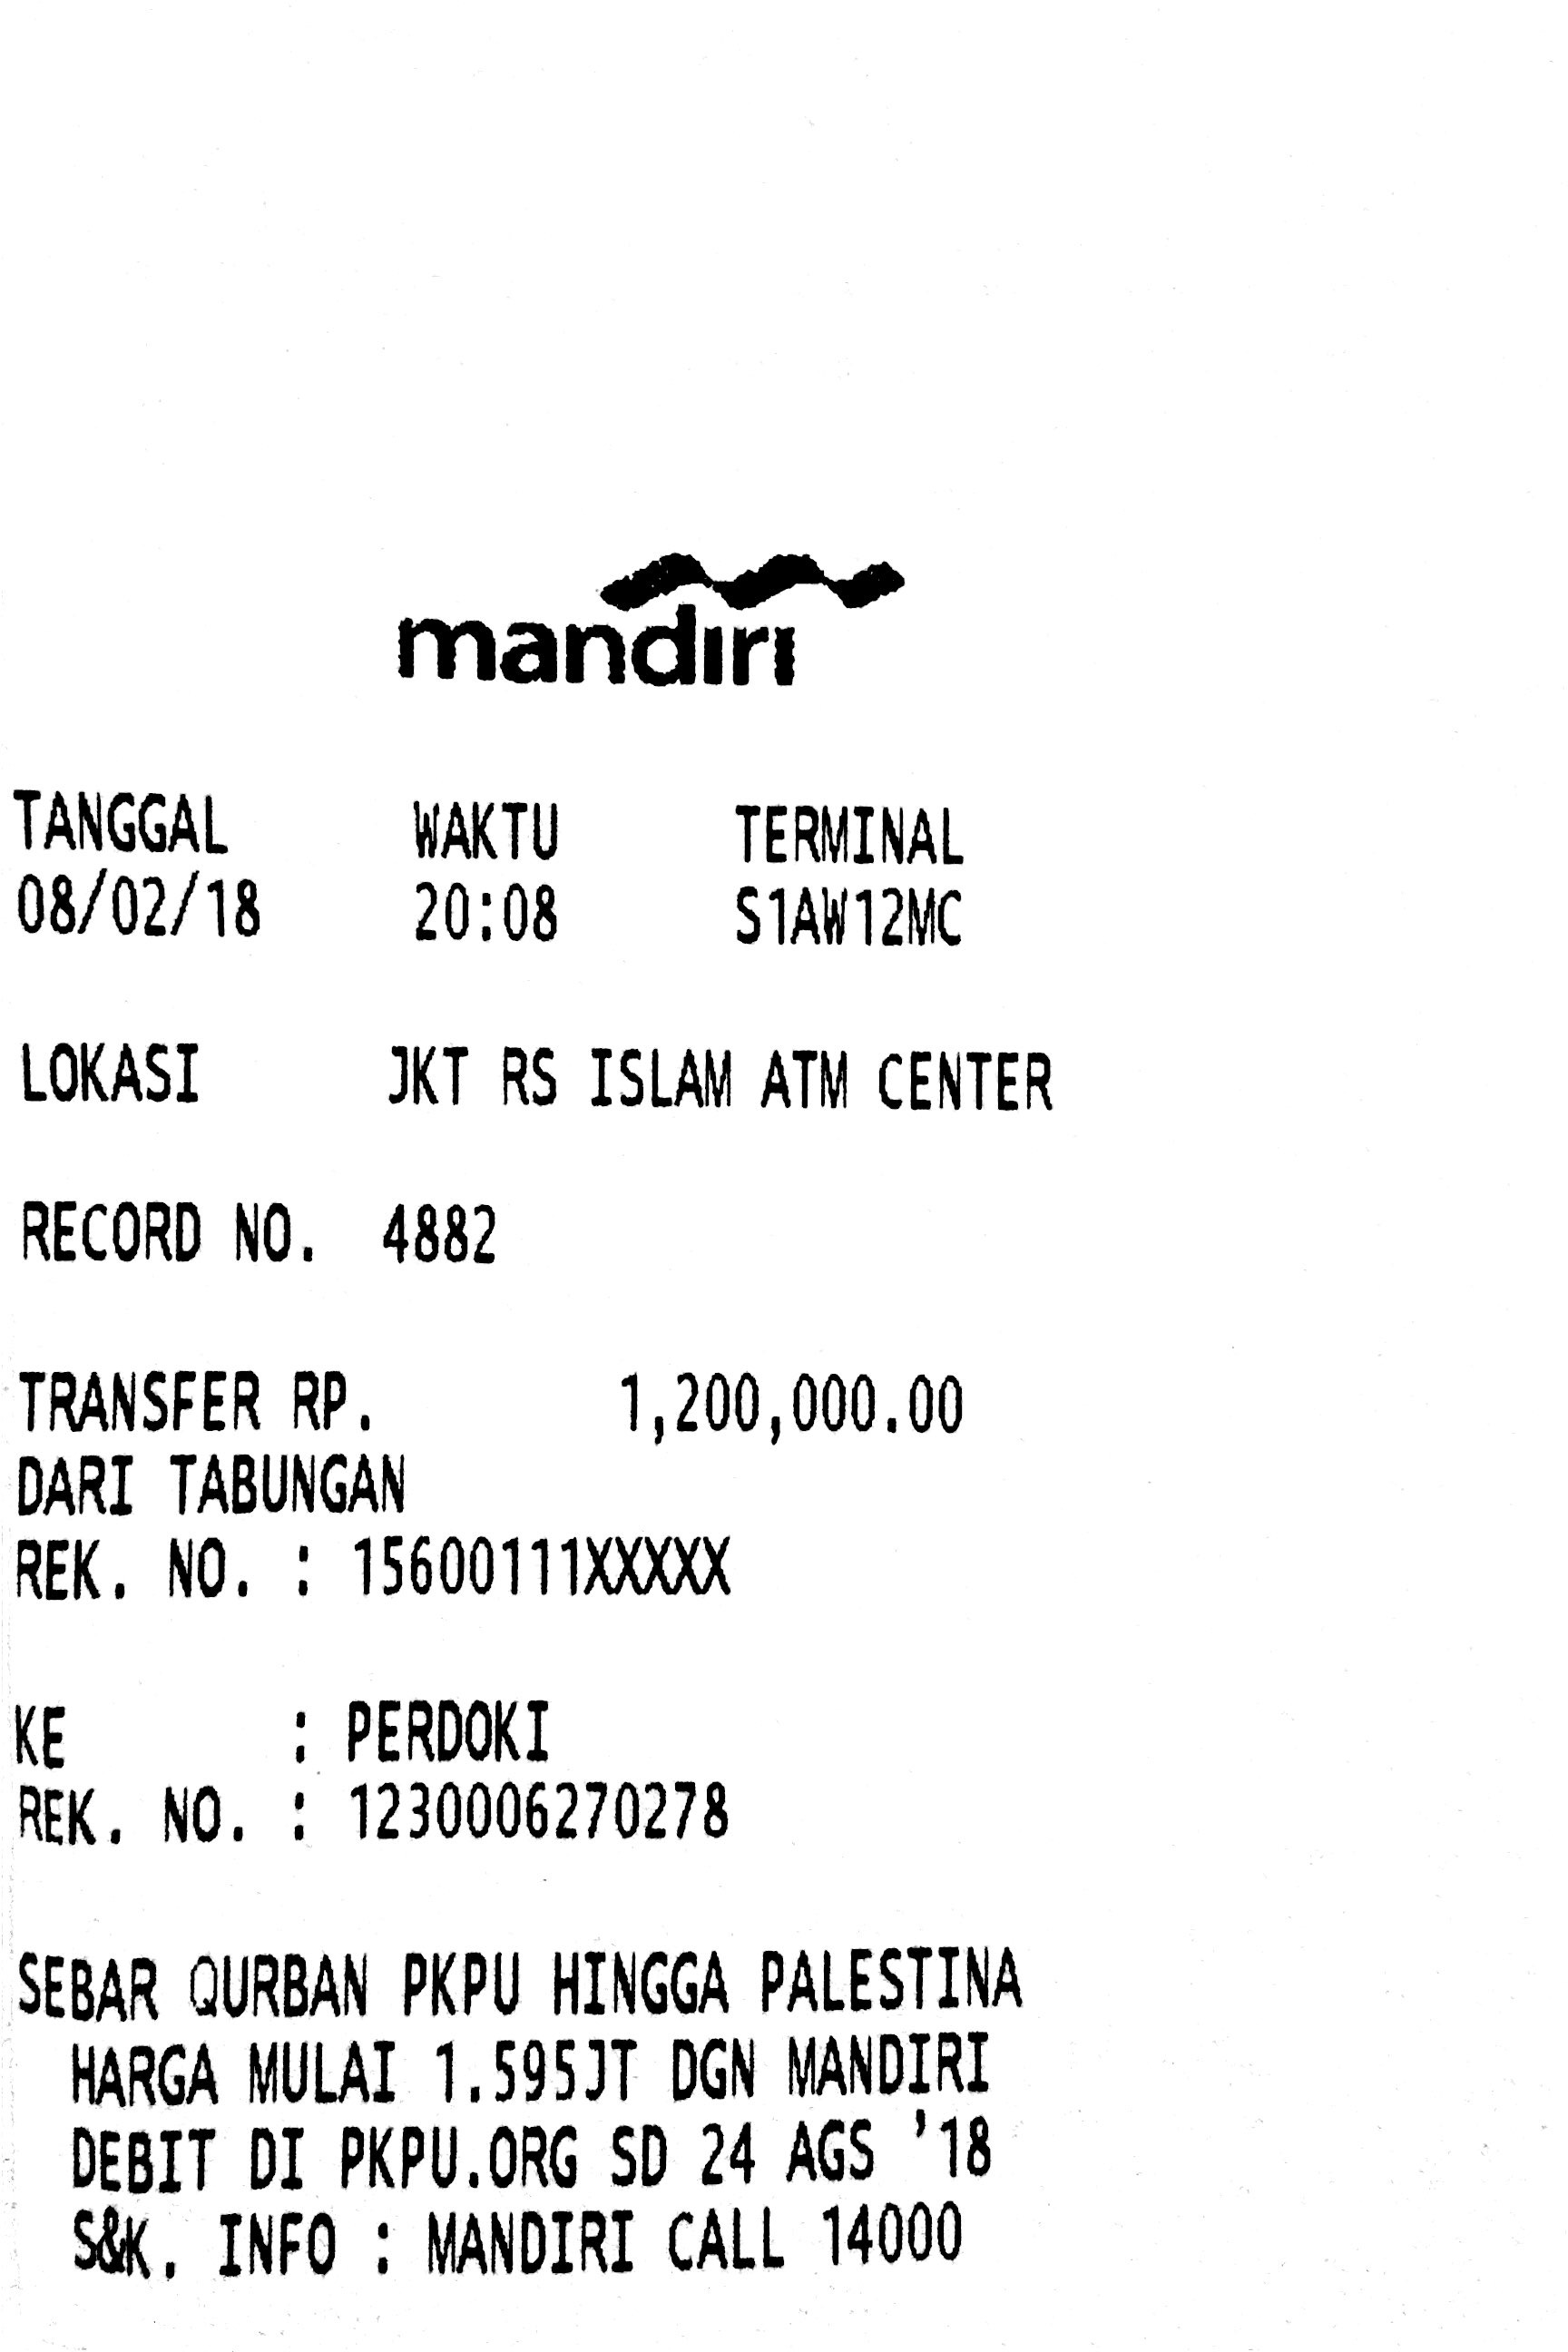 mandiri
TANGGAL WAKTU TERMINAL
08/02/18 20:08 S1AW12MC
LOKASI JKT RS ISLAM ATM CENTER
RECORD NO. 4882
TRANSFER RP. 1,200,000.00
DARI TABUNGAN
REK. NO. : 15600111XXXXX
KE : PERDOKI
REK. NO. : 1230006270278
SEBAR QURBAN PKPU HINGGA PALESTINA
HARGA MULAI 1.595JT DGN MANDIRI
DEBIT DI PKPU.ORG SD 24 AGS '18
S&K. INFO : MANDIRI CALL 14000